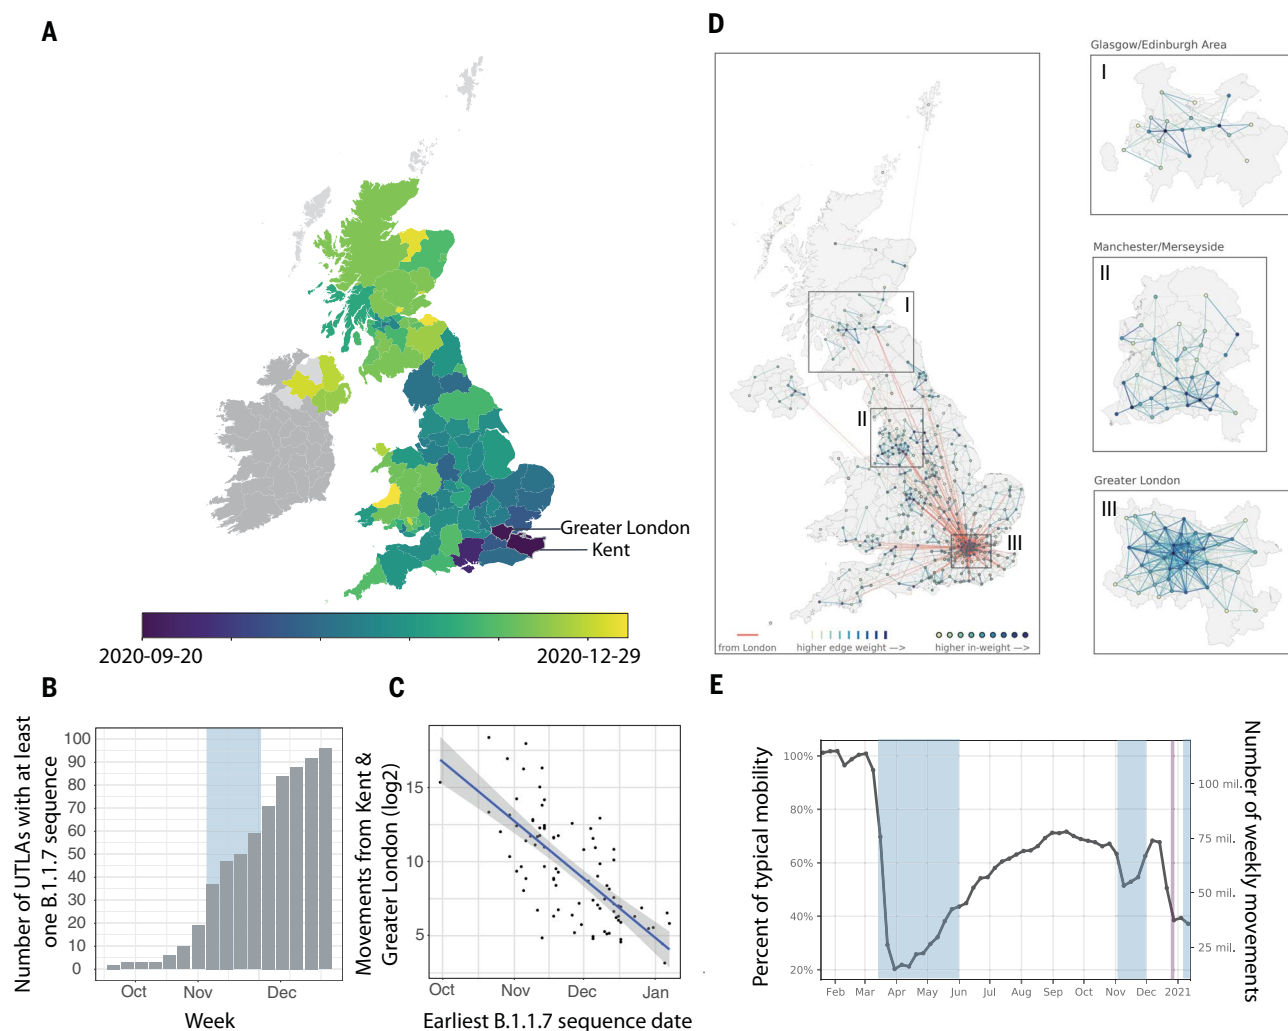 A
Greater London
Kent
2020-09-20
2020-12-29
B
Number of UTLAs with at least
one B.1.1.7 sequence
100
90
80
70
60
50
40
30
20
10
0
Oct
Nov
Dec
Week
C
Movements from Kent &
Greater London (log2)
15
10
5
Oct
Nov
Dec
Jan
Earliest B.1.1.7 sequence date
D
I
II
III
from London
higher edge weight —>
higher in-weight —>
Glasgow/Edinburgh Area
I
Manchester/Merseyside
II
Greater London
III
E
Percent of typical mobility
100%
80%
60%
40%
20%
Feb
Mar
Apr
May
Jun
Jul
Aug
Sep
Oct
Nov
Dec
2021
100 mil.
75 mil.
50 mil.
25 mil.
Number of weekly movements